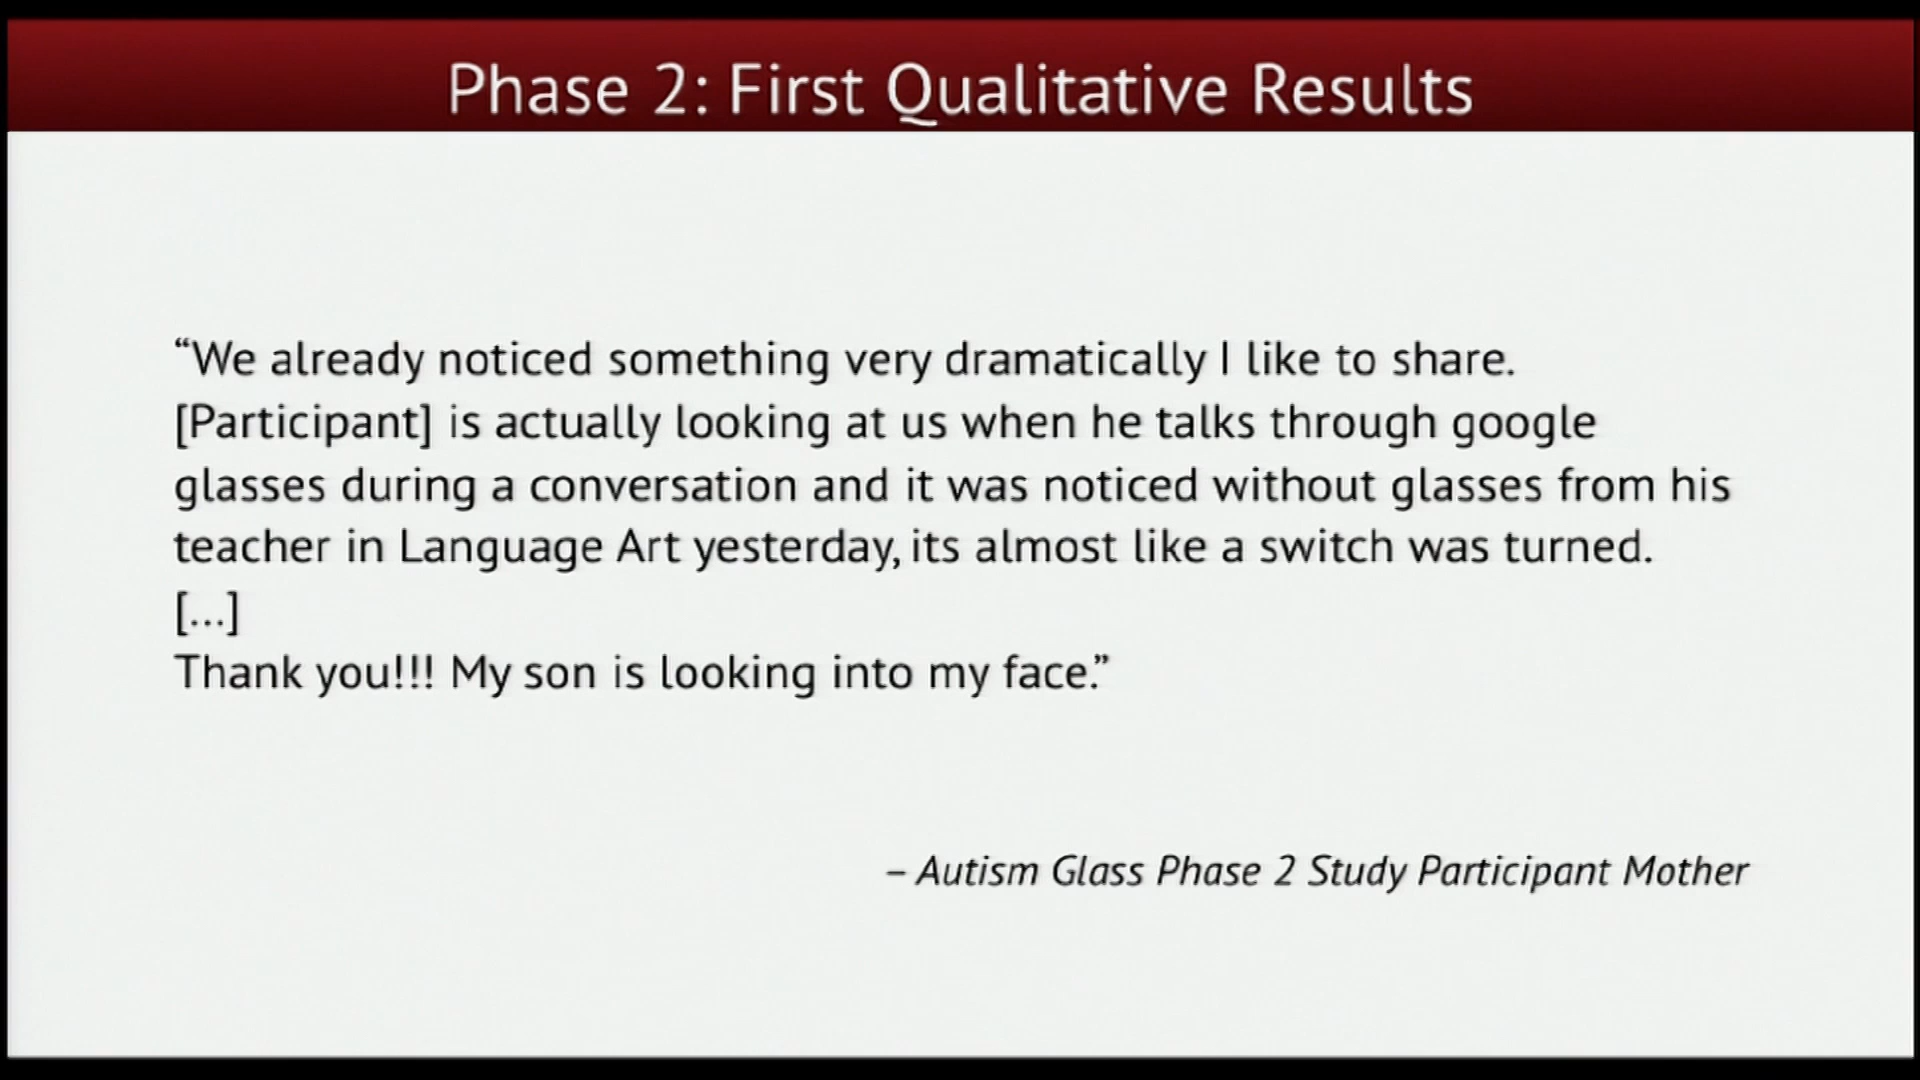 Phase 2: First Qualitative Results
“We already noticed something very dramatically I like to share.
[Participant] is actually looking at us when he talks through google
glasses during a conversation and it was noticed without glasses from his
teacher in Language Art yesterday, its almost like a switch was turned.
[...]
Thank you!!! My son is looking into my face.”
– Autism Glass Phase 2 Study Participant Mother